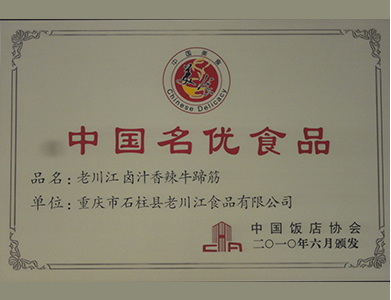 中国美食
Chinese Delicacy
中国名优食品
品名：老川江 卤汁香辣牛蹄筋
单位：重庆市石柱县老川江食品有限公司
CHA
中国饭店协会
二〇一〇年六月颁发